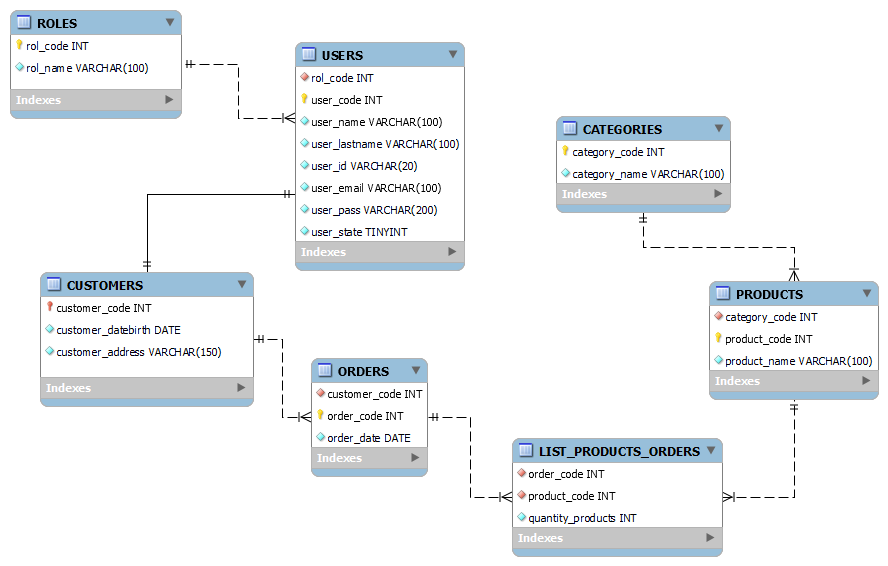 ROLES
rol_code INT
rol_name VARCHAR(100)
Indexes
USERS
rol_code INT
user_code INT
user_name VARCHAR(100)
user_lastname VARCHAR(100)
user_id VARCHAR(20)
user_email VARCHAR(100)
user_pass VARCHAR(200)
user_state TINYINT
Indexes
CATEGORIES
category_code INT
category_name VARCHAR(100)
Indexes
CUSTOMERS
customer_code INT
customer_datebirth DATE
customer_address VARCHAR(150)
Indexes
PRODUCTS
category_code INT
product_code INT
product_name VARCHAR(100)
Indexes
ORDERS
customer_code INT
order_code INT
order_date DATE
Indexes
LIST_PRODUCTS_ORDERS
order_code INT
product_code INT
quantity_products INT
Indexes